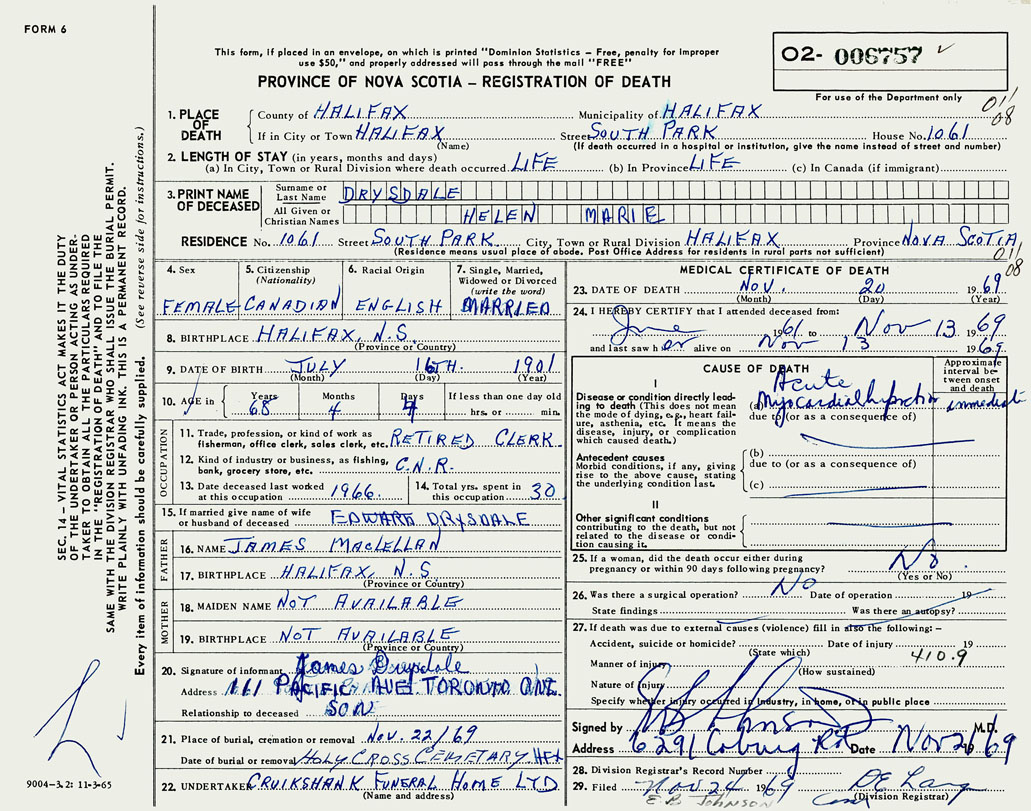 FORM 6
O2- 006757
This form, if placed in an envelope, on which is printed "Dominion Statistics – Free, penalty for Improper
use $50," and properly addressed will pass through the mail "FREE"
PROVINCE OF NOVA SCOTIA – REGISTRATION OF DEATH
For use of the Department only
011
08
1. PLACE OF DEATH
County of HALIFAX Municipality of HALIFAX
If in City or Town HALIFAX Street SOUTH PARK House No. 1061
(Name) (If death occurred in a hospital or institution, give the name instead of street and number)
2. LENGTH OF STAY (in years, months and days)
(a) In City, Town or Rural Division where death occurred LIFE (b) In Province LIFE (c) In Canada (if immigrant)
3. PRINT NAME OF DECEASED
Surname or Last Name DRYSDALE
All Given or Christian Names HELEN MARIE
RESIDENCE No. 1061 Street SOUTH PARK City, Town or Rural Division HALIFAX Province NOVA SCOTIA
(Residence means usual place of abode. Post Office Address for residents in rural parts not sufficient)
011
08
4. Sex FEMALE
5. Citizenship (Nationality) CANADIAN
6. Racial Origin ENGLISH
7. Single, Married, Widowed or Divorced (write the word) MARRIED
8. BIRTHPLACE HALIFAX, N.S.
(Province or Country)
9. DATE OF BIRTH JULY 16TH 1901
(Month) (Day) (Year)
10. AGE in Years Months Days If less than one day old
68 4 4 hrs. or min.
OCCUPATION
11. Trade, profession, or kind of work as
fisherman, office clerk, sales clerk, etc. RETIRED CLERK
12. Kind of industry or business, as fishing,
bank, grocery store, etc. C.N.R.
13. Date deceased last worked
at this occupation 1966
14. Total yrs. spent in
this occupation 30
15. If married give name of wife
or husband of deceased EDWARD DRYSDALE
FATHER
16. NAME JAMES MacLELLAN
17. BIRTHPLACE HALIFAX, N.S.
(Province or Country)
MOTHER
18. MAIDEN NAME NOT AVAILABLE
19. BIRTHPLACE NOT AVAILABLE
(Province or Country)
20. Signature of informant James Drysdale
Address 111 PACIFIC AVE TORONTO ONT.
Relationship to deceased SON
21. Place of burial, cremation or removal Nov. 22/69
Date of burial or removal HOLY CROSS CEMETARY HFX
22. UNDERTAKER CRUIKSHANK FUNERAL HOME LTD
(Name and address)
MEDICAL CERTIFICATE OF DEATH
23. DATE OF DEATH NOV. 20 1969
(Month) (Day) (Year)
24. I HEREBY CERTIFY that I attended deceased from:
June 1961 to Nov 13 1969
and last saw her alive on Nov 13 1969
CAUSE OF DEATH
Approximate interval between onset and death
I
Disease or condition directly leading to death (This does not mean the mode of dying, e.g., heart failure, asthenia, etc. It means the disease, injury, or complication which caused death.)
(a) Acute Myocardial Infarction immediate
due to (or as a consequence of)
Antecedent causes
Morbid conditions, if any, giving rise to the above cause, stating the underlying condition last.
(b)
due to (or as a consequence of)
(c)
II
Other significant conditions
contributing to the death, but not related to the disease or condition causing it.
25. If a woman, did the death occur either during
pregnancy or within 90 days following pregnancy? No
(Yes or No)
26. Was there a surgical operation? No Date of operation 19
State findings Was there an autopsy?
27. If death was due to external causes (violence) fill in also the following: –
Accident, suicide or homicide? Date of injury 19
(State which) 410.9
Manner of injury
(How sustained)
Nature of Injury
Specify whether injury occurred in industry, in home, or in public place
Signed by M.D.
Address 6291 Coburg Rd Date Nov 21 1969
28. Division Registrar's Record Number
29. Filed Nov 24 1969
E B JOHNSON
(Division Registrar)
SEC. 14 – VITAL STATISTICS ACT MAKES IT THE DUTY
OF THE UNDERTAKER OR PERSON ACTING AS UNDER-
TAKER TO OBTAIN ALL THE PARTICULARS REQUIRED
IN THE "REGISTRATION OF DEATH" AND TO FILE THE
SAME WITH THE DIVISION REGISTRAR WHO SHALL ISSUE THE BURIAL PERMIT.
WRITE PLAINLY WITH UNFADING INK. THIS IS A PERMANENT RECORD.
Every item of information should be carefully supplied. (See reverse side for instructions.)
9004-3.2: 11-3-65